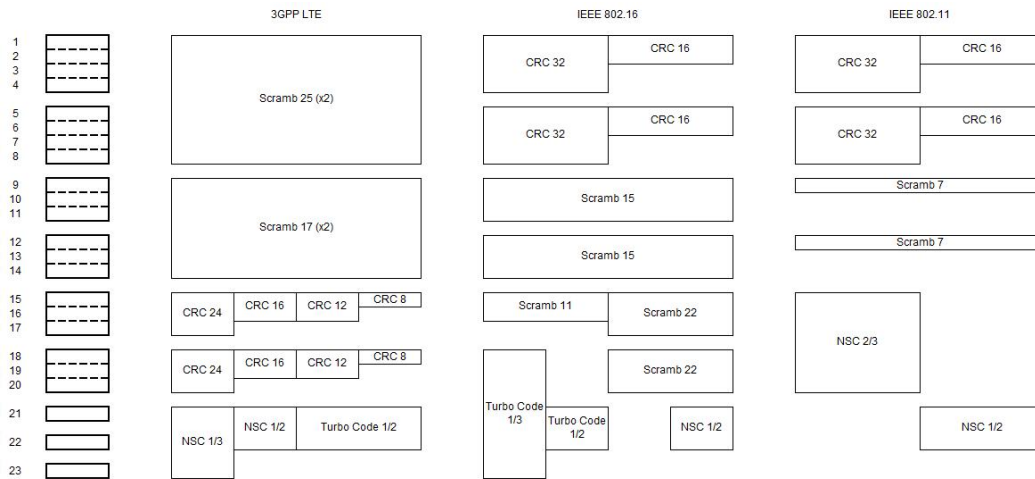 3GPP LTE IEEE 802.16 IEEE 802.11
1 CRC 16 CRC 16
2
CRC 32 CRC 32
3
4
Scramb 25 (x2)
5 CRC 16 CRC 16
6
CRC 32 CRC 32
7
8
9 Scramb 7
10
Scramb 15
11
Scramb 17 (x2)
12 Scramb 7
13
Scramb 15
14
15 CRC 8
CRC 16 CRC 12 Scramb 11
16
CRC 24 Scramb 22
17
NSC 2/3
18 CRC 8
CRC 16 CRC 12
19
CRC 24 Scramb 22
20
21 Turbo Code
1/3
NSC 1/2 Turbo Code 1/2 Turbo Code
1/2 NSC 1/2 NSC 1/2
22 NSC 1/3
23